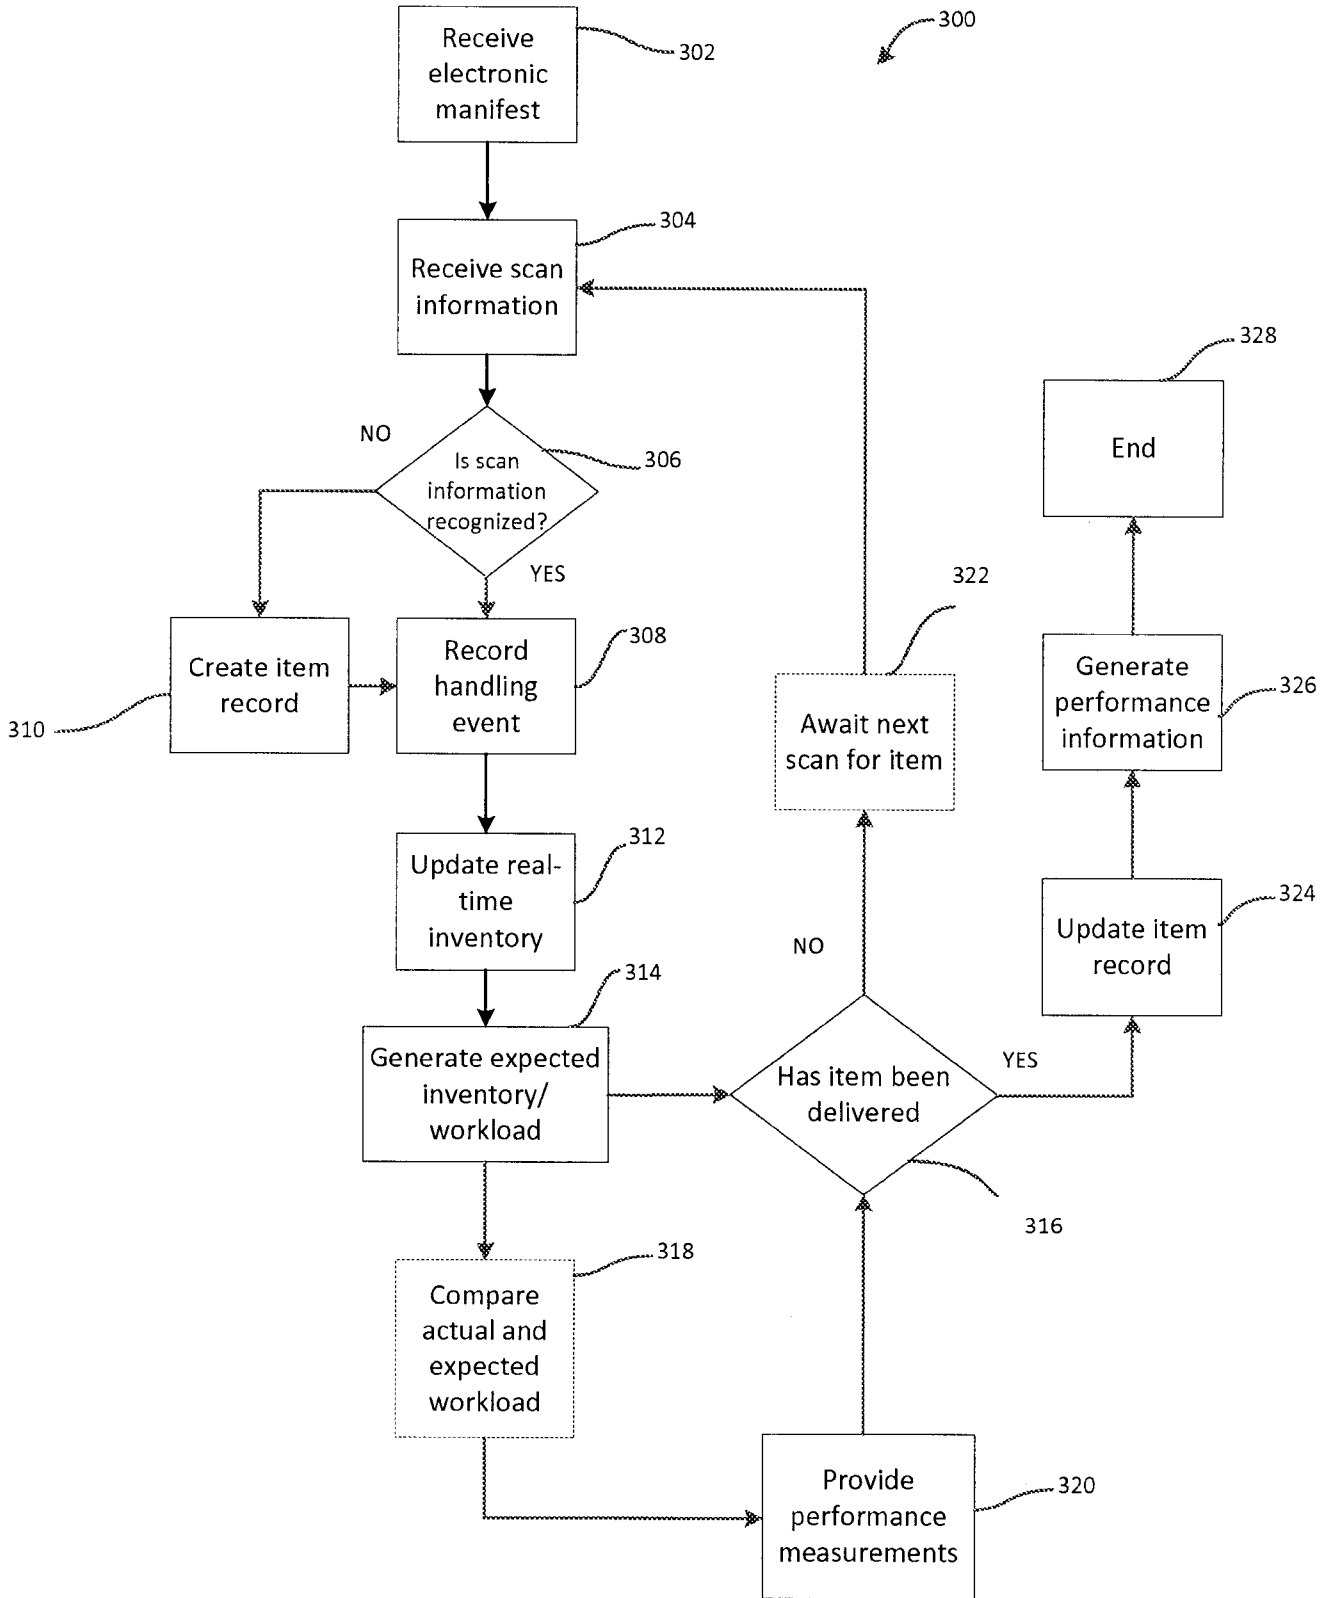 300
Receive
electronic
manifest
302
304
Receive scan
information
328
End
NO
Is scan
information
recognized?
306
YES
322
Create item
record
310
Record
handling
event
308
Await next
scan for item
Generate
performance
information
326
Update real-
time
inventory
312
Update item
record
324
NO
314
Generate expected
inventory/
workload
Has item been
delivered
YES
316
318
Compare
actual and
expected
workload
Provide
performance
measurements
320